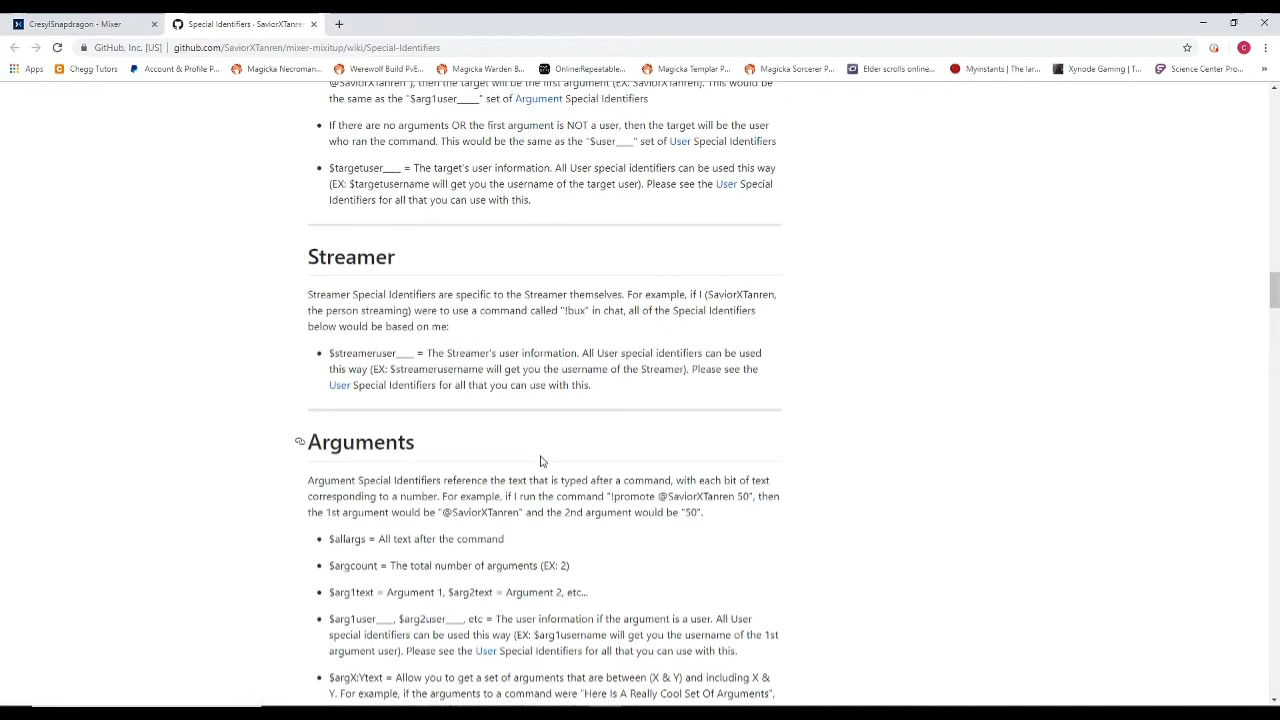 CresylSnapdragon - Mixer
Special Identifiers · SaviorXTanren
GitHub, Inc. [US] | github.com/SaviorXTanren/mixer-mixitup/wiki/Special-Identifiers
Apps Chegg Tutors Account & Profile P... Magicka Necroman... Werewolf Build PvE... Magicka Warden B... Online:Repeatable... Magicka Templar P... Magicka Sorcerer P... Elder scrolls online... Myinstants | The lar... Xynode Gaming | T... Science Center Pro... »
@SaviorXTanren"), then the target will be the first argument (EX: SaviorXTanren). This would be
the same as the "$arg1user____" set of Argument Special Identifiers
If there are no arguments OR the first argument is NOT a user, then the target will be the user
who ran the command. This would be the same as the "$user___" set of User Special Identifiers
$targetuser___ = The target's user information. All User special identifiers can be used this way
(EX: $targetusername will get you the username of the target user). Please see the User Special
Identifiers for all that you can use with this.
Streamer
Streamer Special Identifiers are specific to the Streamer themselves. For example, if I (SaviorXTanren,
the person streaming) were to use a command called "!bux" in chat, all of the Special Identifiers
below would be based on me:
$streameruser___ = The Streamer's user information. All User special identifiers can be used
this way (EX: $streamerusername will get you the username of the Streamer). Please see the
User Special Identifiers for all that you can use with this.
Arguments
Argument Special Identifiers reference the text that is typed after a command, with each bit of text
corresponding to a number. For example, if I run the command "!promote @SaviorXTanren 50", then
the 1st argument would be "@SaviorXTanren" and the 2nd argument would be "50".
$allargs = All text after the command
$argcount = The total number of arguments (EX: 2)
$arg1text = Argument 1, $arg2text = Argument 2, etc...
$arg1user___, $arg2user___, etc = The user information if the argument is a user. All User
special identifiers can be used this way (EX: $arg1username will get you the username of the 1st
argument user). Please see the User Special Identifiers for all that you can use with this.
$argX:Ytext = Allow you to get a set of arguments that are between (X & Y) and including X &
Y. For example, if the arguments to a command were "Here Is A Really Cool Set Of Arguments",